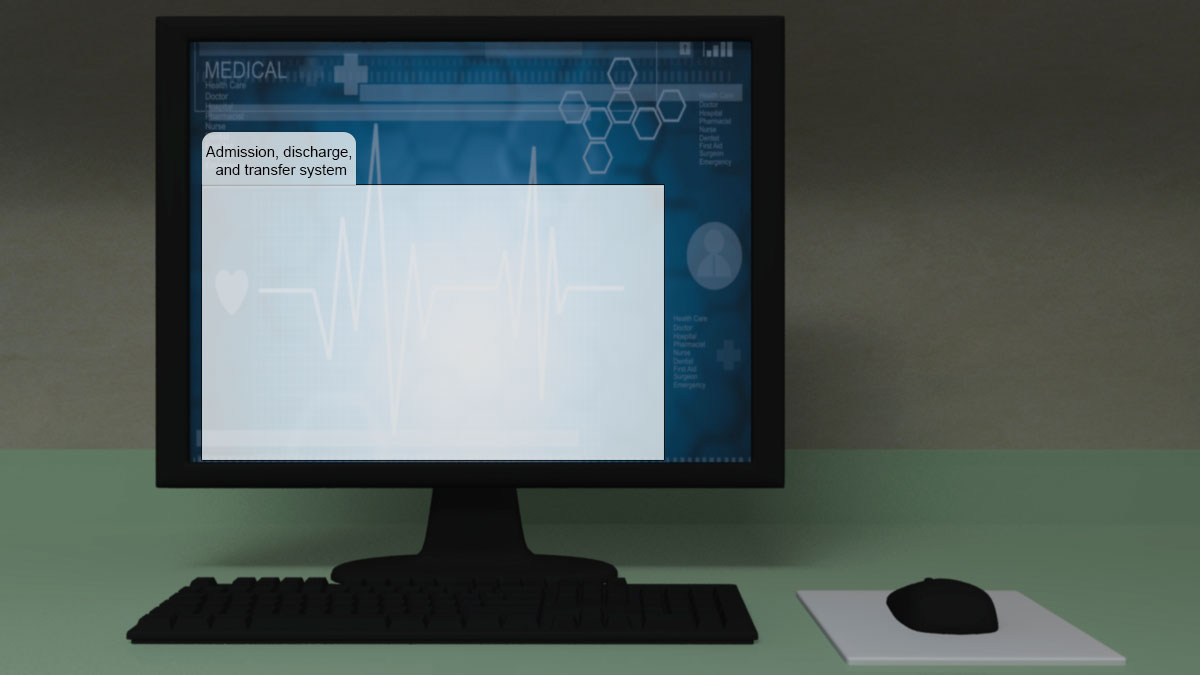 MEDICAL
Health Care
Doctor
Hospital
Pharmacist
Nurse
Admission, discharge,
and transfer system
Health Care
Doctor
Hospital
Pharmacist
Nurse
Dentist
First Aid
Surgeon
Emergency
Health Care
Doctor
Hospital
Pharmacist
Nurse
Dentist
First Aid
Surgeon
Emergency